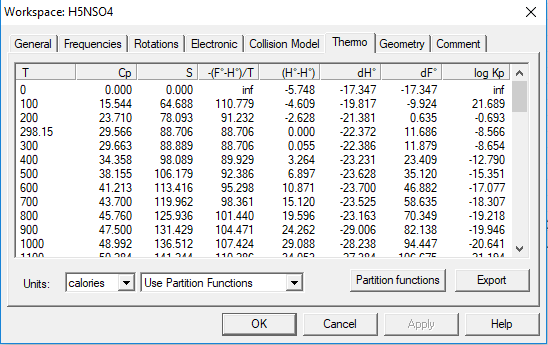 Workspace: H5NSO4
General Frequencies Rotations Electronic Collision Model Thermo Geometry Comment
T Cp S -(F°-H°)/T (H°-H°) dH° dF° log Kp
0 0.000 0.000 inf -5.748 -17.347 -17.347 inf
100 15.544 64.688 110.779 -4.609 -19.817 -9.924 21.689
200 23.710 78.093 91.232 -2.628 -21.381 0.635 -0.693
298.15 29.566 88.706 88.706 0.000 -22.372 11.686 -8.566
300 29.663 88.889 88.706 0.055 -22.386 11.879 -8.654
400 34.358 98.089 89.929 3.264 -23.231 23.409 -12.790
500 38.155 106.179 92.386 6.897 -23.628 35.120 -15.351
600 41.213 113.416 95.298 10.871 -23.700 46.882 -17.077
700 43.700 119.962 98.361 15.120 -23.525 58.635 -18.307
800 45.760 125.936 101.440 19.596 -23.163 70.349 -19.218
900 47.500 131.429 104.471 24.262 -29.006 82.138 -19.946
1000 48.992 136.512 107.424 29.088 -28.238 94.447 -20.641
Units: calories Use Partition Functions Partition functions Export
OK Cancel Apply Help